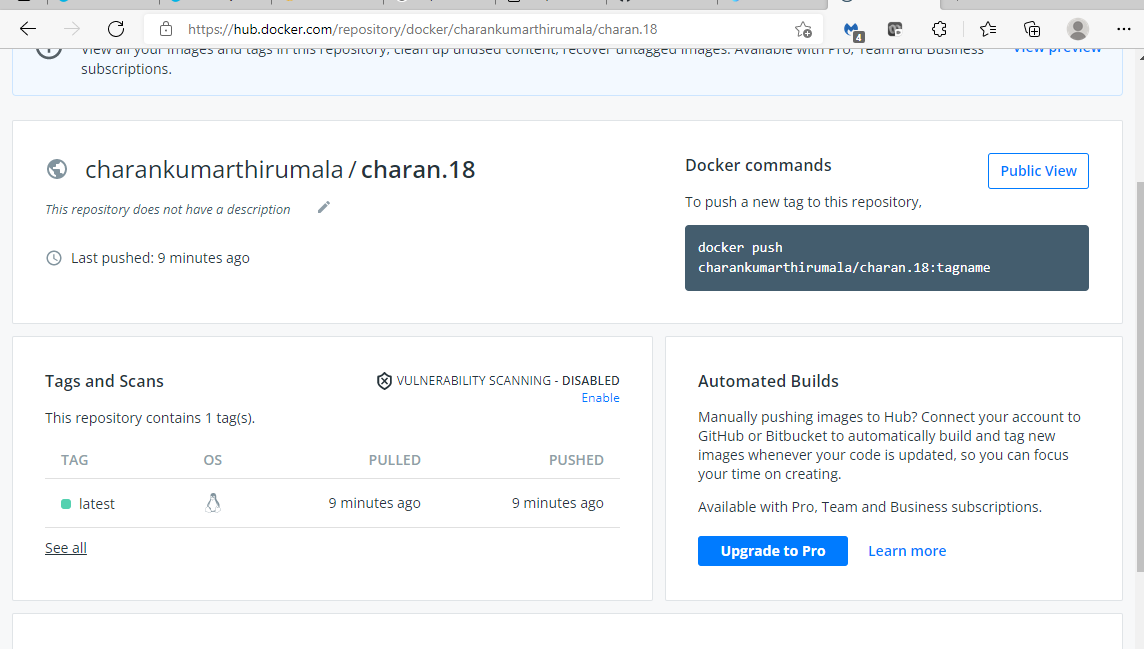 https://hub.docker.com/repository/docker/charankumarthirumala/charan.18
4
View all your images and tags in this repository, clean up unused content, recover untagged images. Available with Pro, Team and Business
subscriptions.
View preview
charankumarthirumala / charan.18
This repository does not have a description
Last pushed: 9 minutes ago
Docker commands
Public View
To push a new tag to this repository,
docker push
charankumarthirumala/charan.18:tagname
Tags and Scans
VULNERABILITY SCANNING - DISABLED
Enable
This repository contains 1 tag(s).
TAG OS PULLED PUSHED
latest 9 minutes ago 9 minutes ago
See all
Automated Builds
Manually pushing images to Hub? Connect your account to
GitHub or Bitbucket to automatically build and tag new
images whenever your code is updated, so you can focus
your time on creating.
Available with Pro, Team and Business subscriptions.
Upgrade to Pro
Learn more